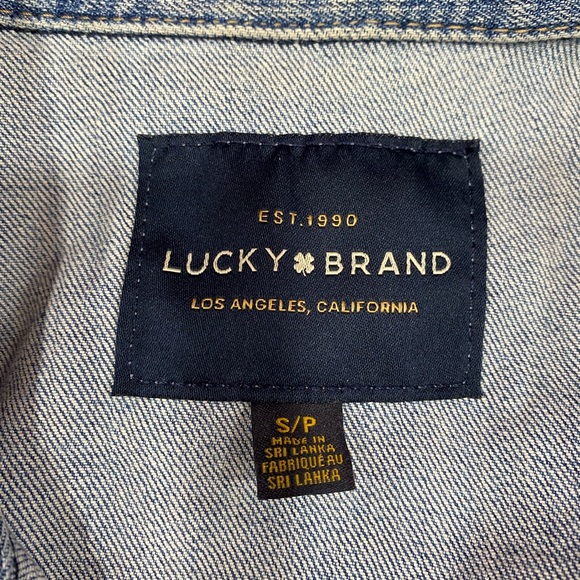 EST.1990
LUCKY BRAND
LOS ANGELES, CALIFORNIA
S/P
MADE IN
SRI LANKA
FABRIQUÉ AU
SRI LANKA